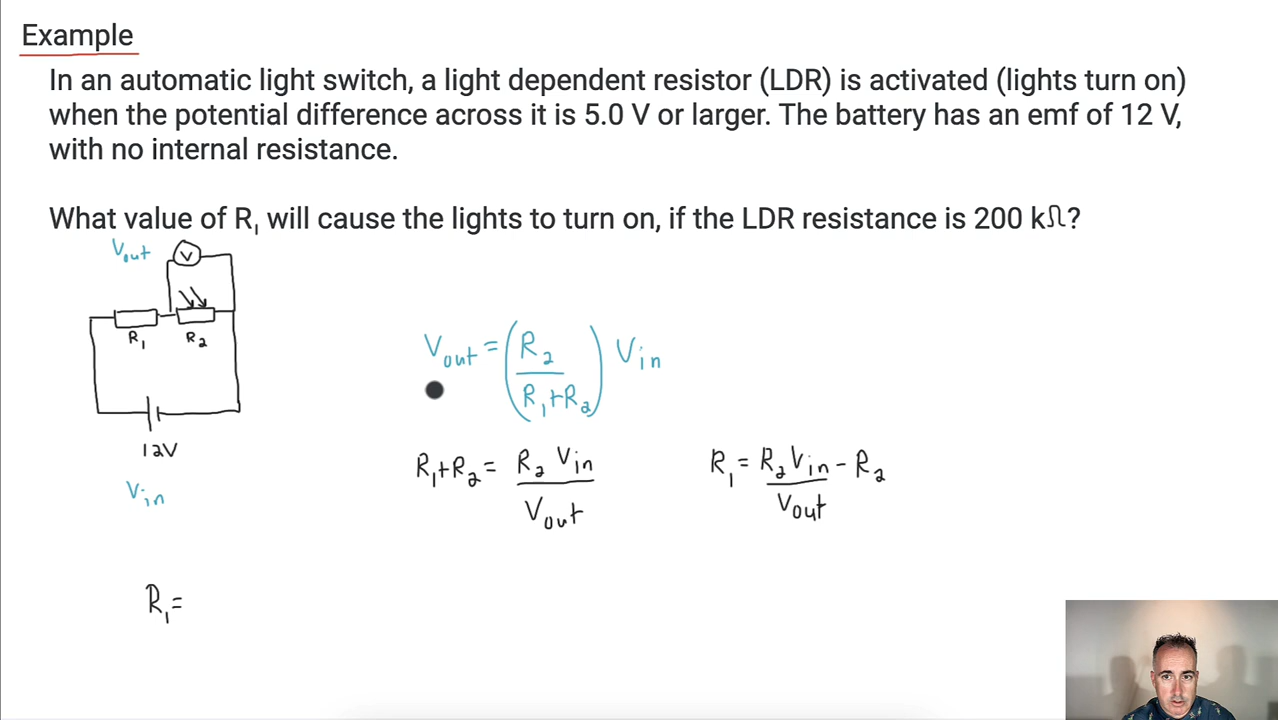 Example
In an automatic light switch, a light dependent resistor (LDR) is activated (lights turn on)
when the potential difference across it is 5.0 V or larger. The battery has an emf of 12 V,
with no internal resistance.
What value of R₁ will cause the lights to turn on, if the LDR resistance is 200 kΩ?
Vout
V
R₁ R₂
12V
Vin
Vout = (R₂ / (R₁+R₂)) Vin
R₁+R₂ = R₂ Vin / Vout
R₁ = R₂Vin / Vout - R₂
R₁=